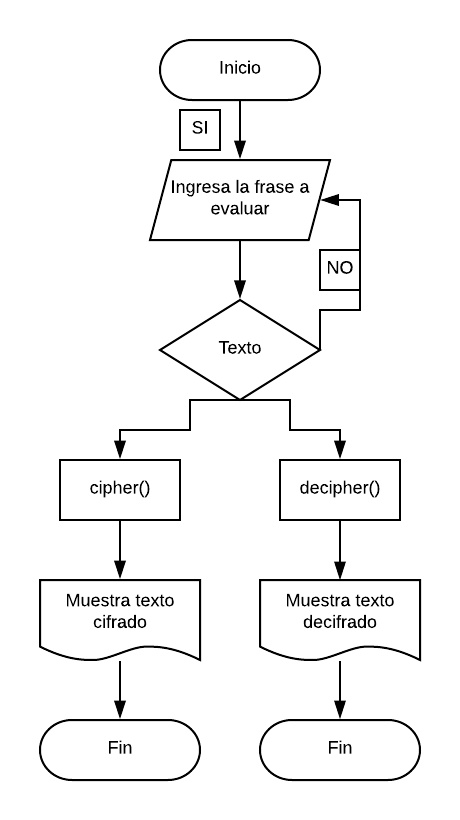 Inicio
SI
Ingresa la frase a
evaluar
NO
Texto
cipher()
decipher()
Muestra texto
cifrado
Muestra texto
decifrado
Fin
Fin